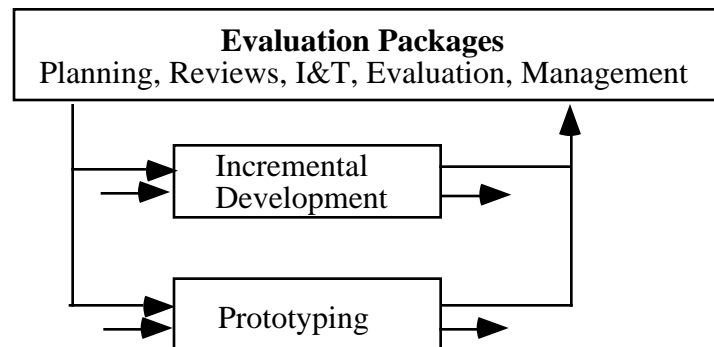 Evaluation Packages
Planning, Reviews, I&T, Evaluation, Management
Incremental
Development
Prototyping